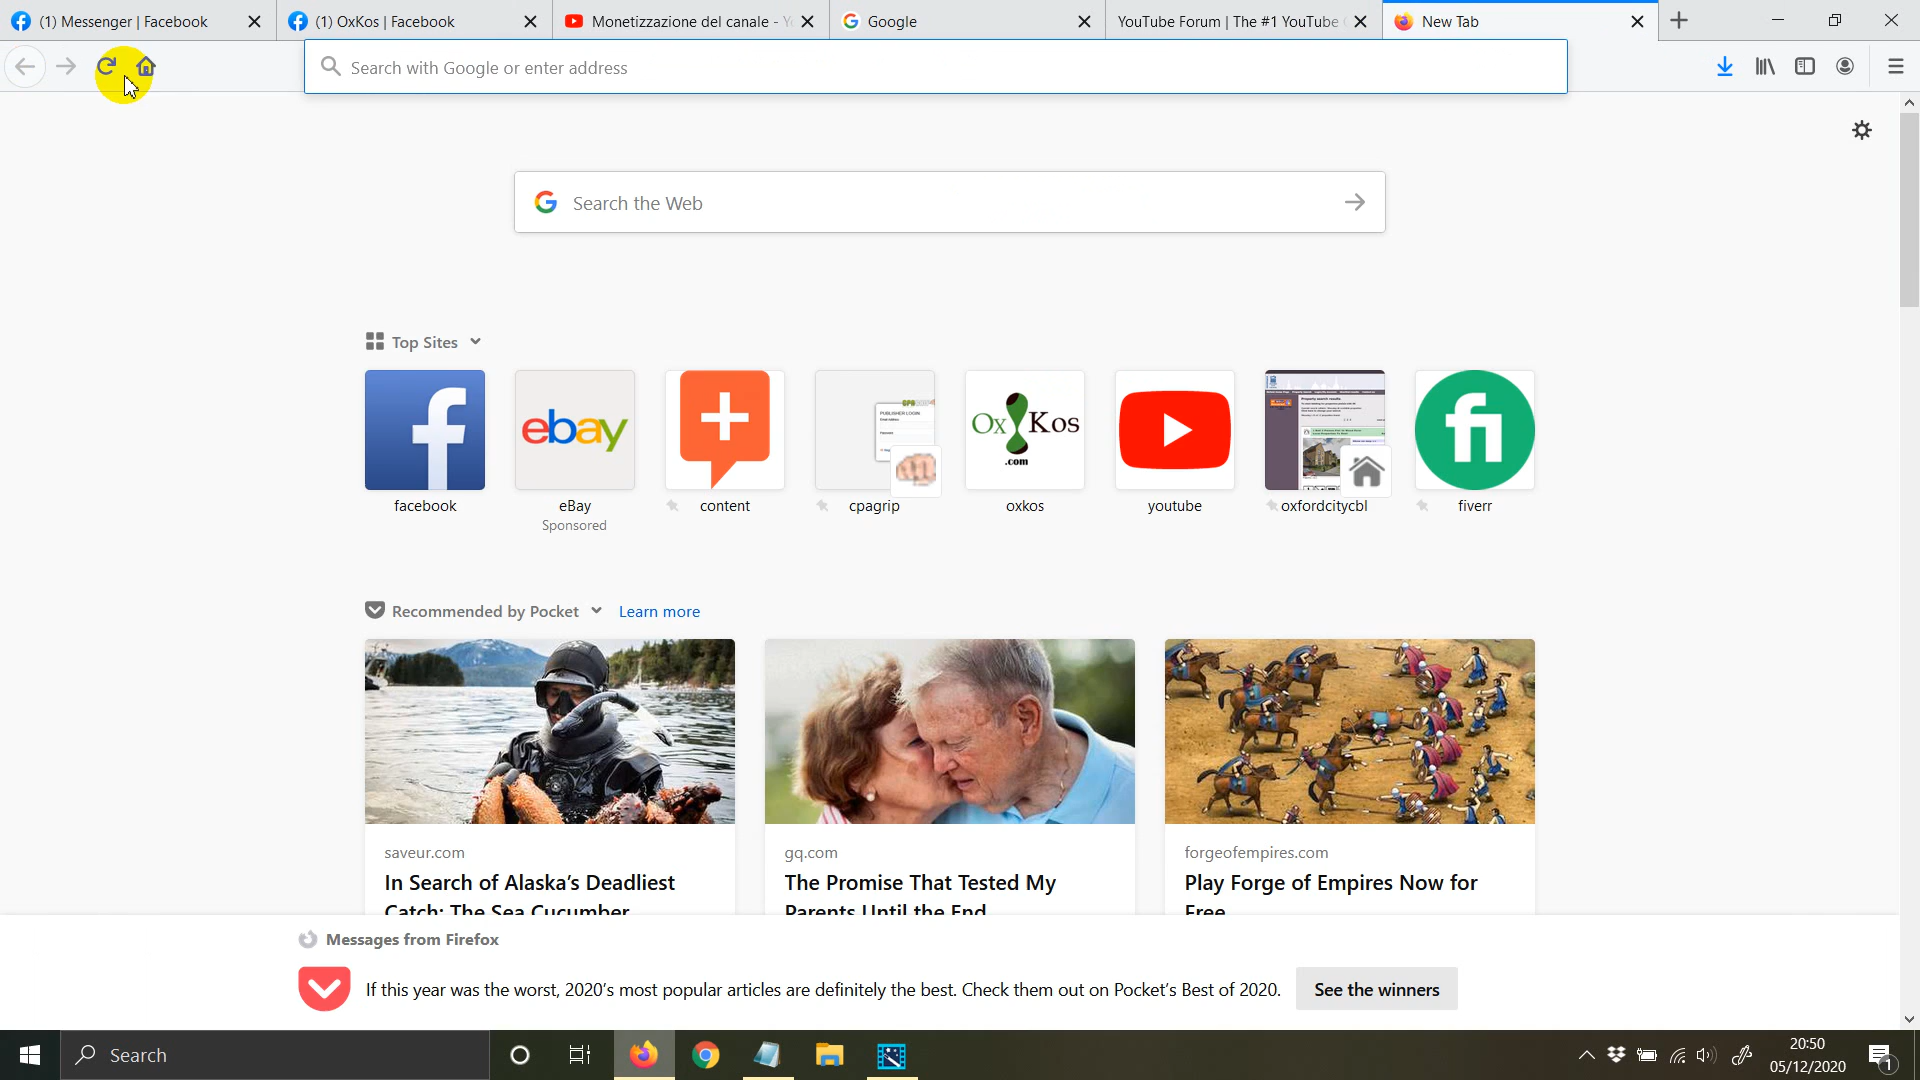 (1) Messenger | Facebook
(1) OxKos | Facebook
Monetizzazione del canale - Y
Google
YouTube Forum | The #1 YouTube
New Tab
Search with Google or enter address
Search the Web
Top Sites
ebay
Ox Kos
.com
fi
facebook
eBay
content
cpagrip
oxkos
youtube
oxfordcitycbl
fiverr
Sponsored
Recommended by Pocket
Learn more
saveur.com
gq.com
forgeofempires.com
In Search of Alaska's Deadliest
The Promise That Tested My
Play Forge of Empires Now for
Catch: The Sea Cucumber
Parents Until the End
Free
Messages from Firefox
If this year was the worst, 2020's most popular articles are definitely the best. Check them out on Pocket's Best of 2020.
See the winners
Search
20:50
05/12/2020
1